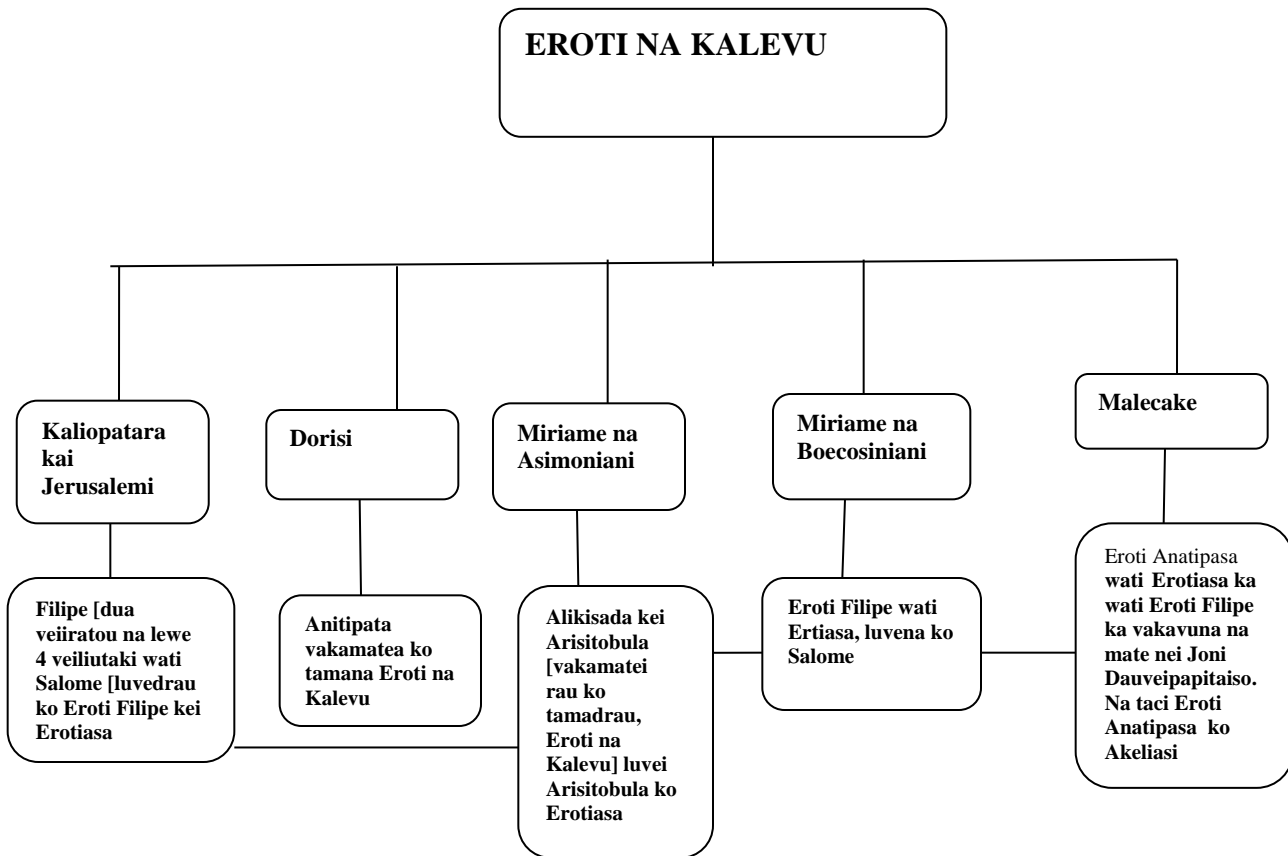 EROTI NA KALEVU
Kaliopatara
kai
Jerusalemi
Dorisi
Miriame na
Asimoniani
Miriame na
Boecosiniani
Malecake
Filipe [dua
veiiratou na lewe
4 veiliutaki wati
Salome [luvedrau
ko Eroti Filipe kei
Erotiasa
Anitipata
vakamatea ko
tamana Eroti na
Kalevu
Alikisada kei
Arisitobula
[vakamatei
rau ko
tamadrau,
Eroti na
Kalevu] luvei
Arisitobula ko
Erotiasa
Eroti Filipe wati
Ertiasa, luvena ko
Salome
Eroti Anatipasa
wati Erotiasa ka
wati Eroti Filipe
ka vakavuna na
mate nei Joni
Dauveipapitaiso.
Na taci Eroti
Anatipasa ko
Akeliasi